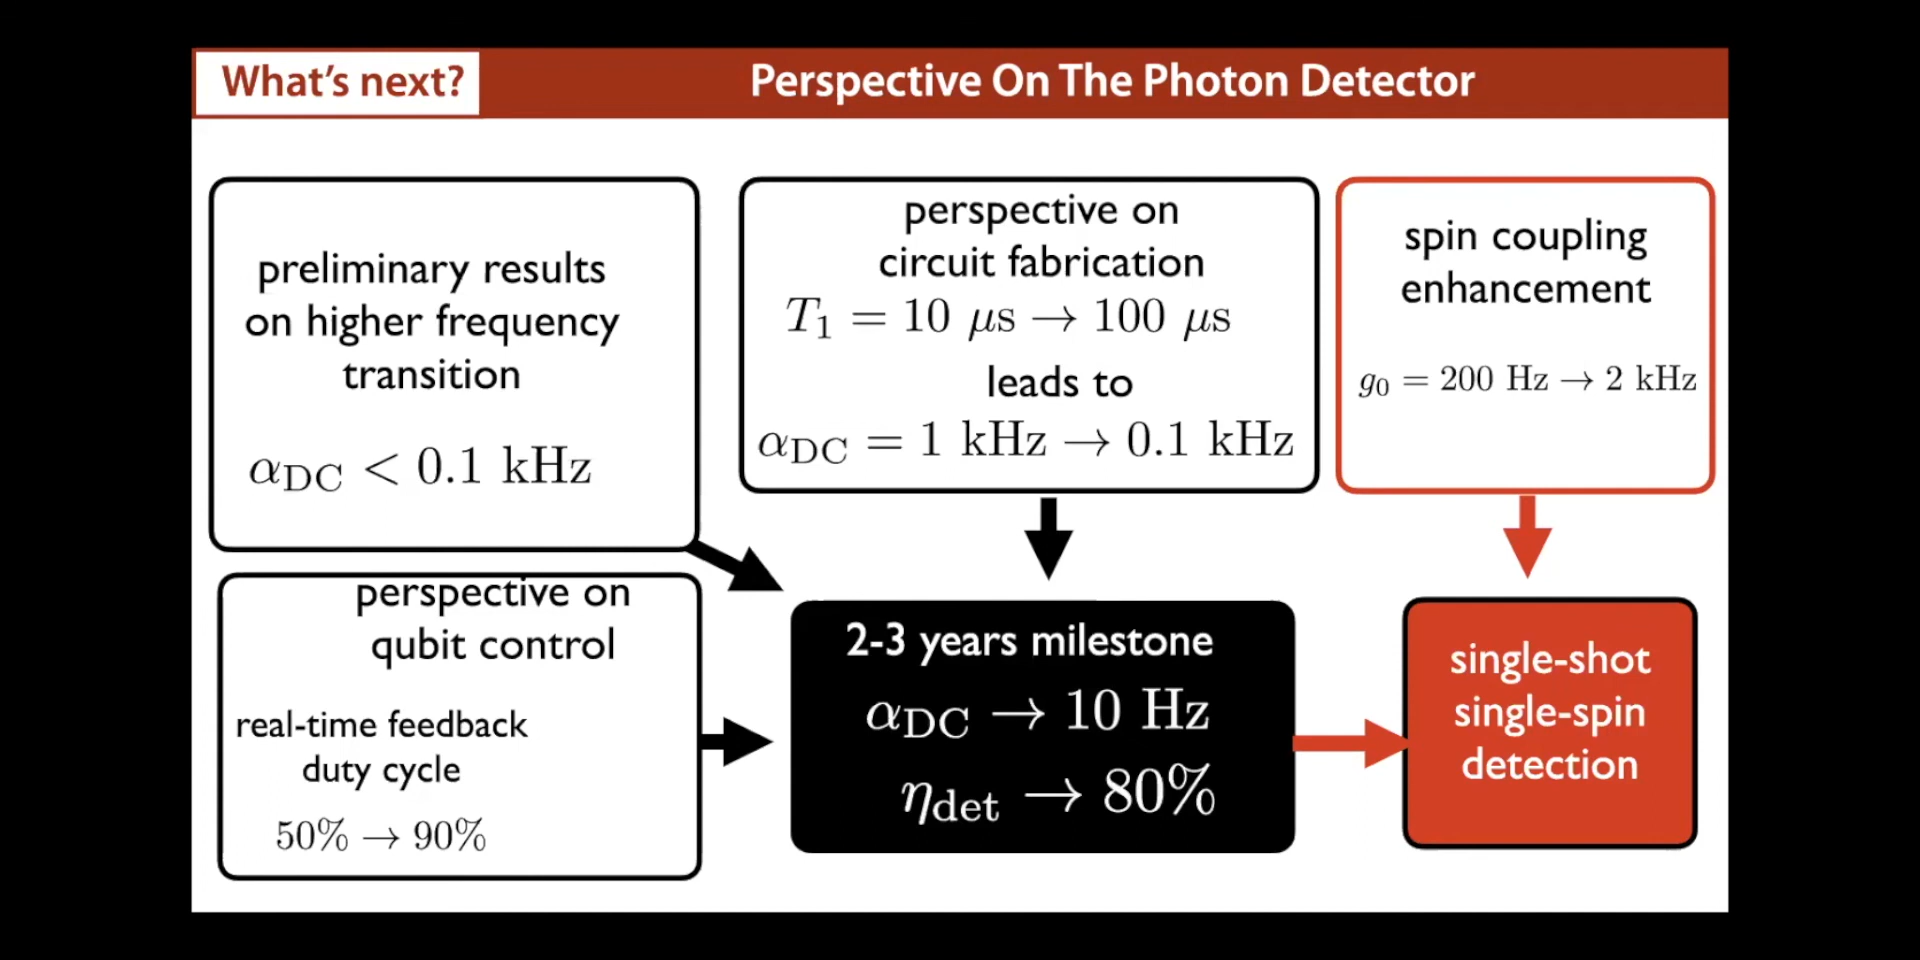 What's next?
Perspective On The Photon Detector
preliminary results
on higher frequency
transition
α_DC < 0.1 kHz
perspective on
circuit fabrication
T₁ = 10 μs → 100 μs
leads to
α_DC = 1 kHz → 0.1 kHz
spin coupling
enhancement
g₀ = 200 Hz → 2 kHz
perspective on
qubit control
real-time feedback
duty cycle
50% → 90%
2-3 years milestone
α_DC → 10 Hz
η_det → 80%
single-shot
single-spin
detection